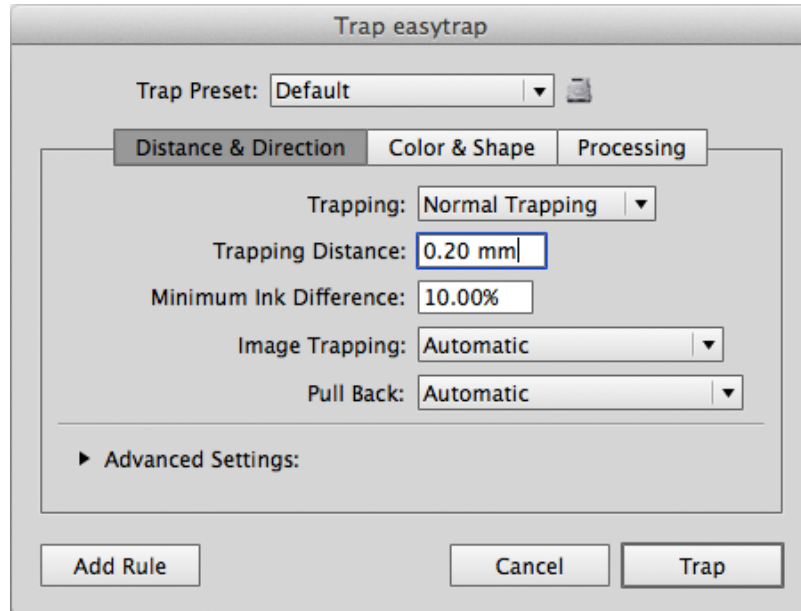 Trap easytrap
Trap Preset: Default
Distance & Direction Color & Shape Processing
Trapping: Normal Trapping
Trapping Distance: 0.20 mm
Minimum Ink Difference: 10.00%
Image Trapping: Automatic
Pull Back: Automatic
Advanced Settings:
Add Rule Cancel Trap